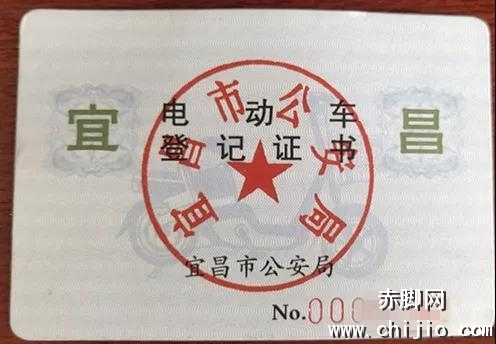 宜
电动车
登记证书
昌
宜昌市公安局
宜昌市公安局
No.000
赤脚网
www.chijio.com